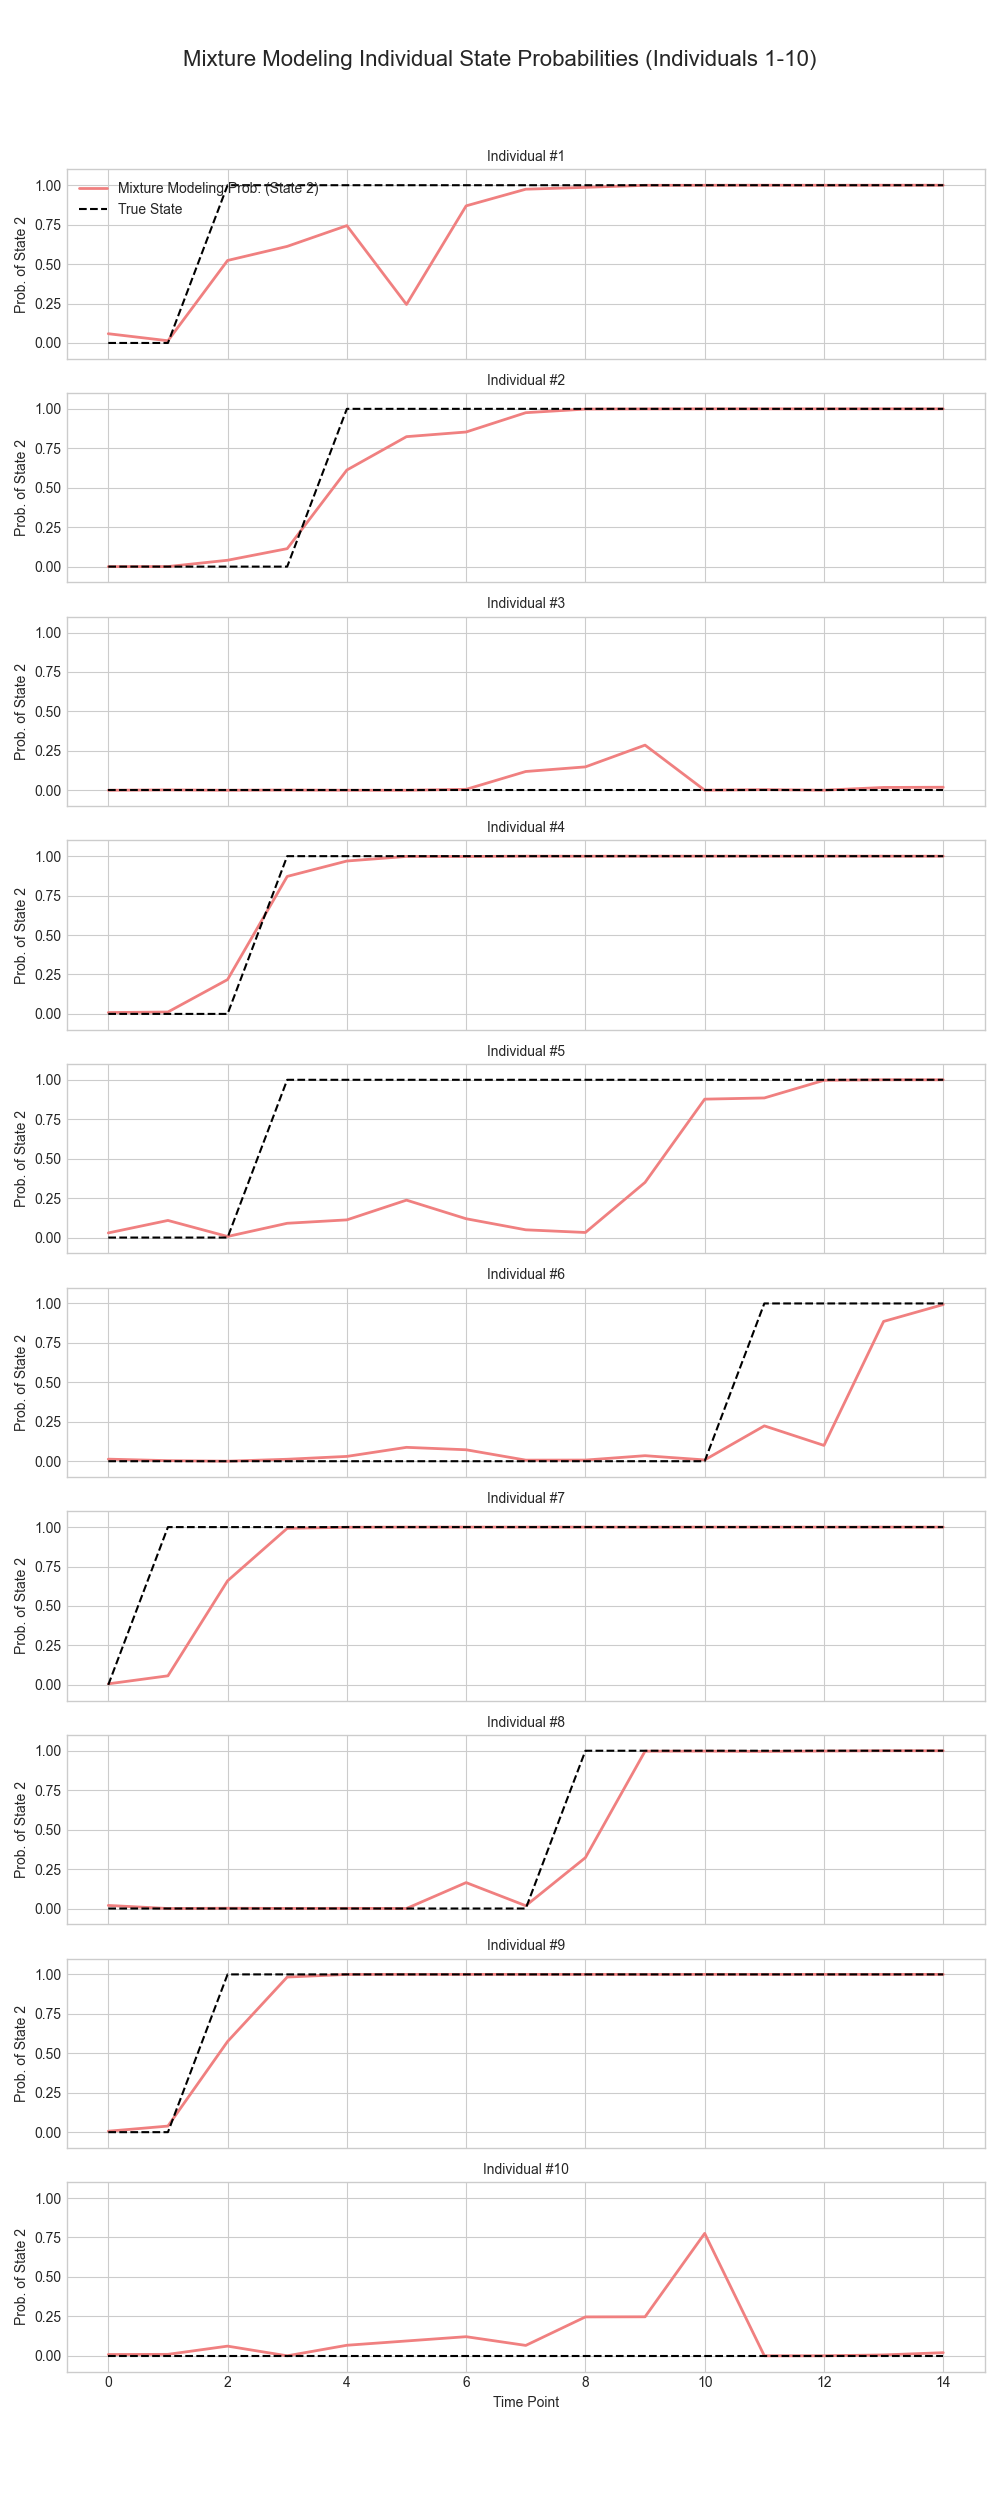 Mixture Modeling Individual State Probabilities (Individuals 1-10)
Individual #1
Mixture Modeling Prob. (State 2)
True State
1.00
0.75
0.50
0.25
0.00
Prob. of State 2
Individual #2
1.00
0.75
0.50
0.25
0.00
Prob. of State 2
Individual #3
1.00
0.75
0.50
0.25
0.00
Prob. of State 2
Individual #4
1.00
0.75
0.50
0.25
0.00
Prob. of State 2
Individual #5
1.00
0.75
0.50
0.25
0.00
Prob. of State 2
Individual #6
1.00
0.75
0.50
0.25
0.00
Prob. of State 2
Individual #7
1.00
0.75
0.50
0.25
0.00
Prob. of State 2
Individual #8
1.00
0.75
0.50
0.25
0.00
Prob. of State 2
Individual #9
1.00
0.75
0.50
0.25
0.00
Prob. of State 2
Individual #10
1.00
0.75
0.50
0.25
0.00
Prob. of State 2
0 2 4 6 8 10 12 14
Time Point